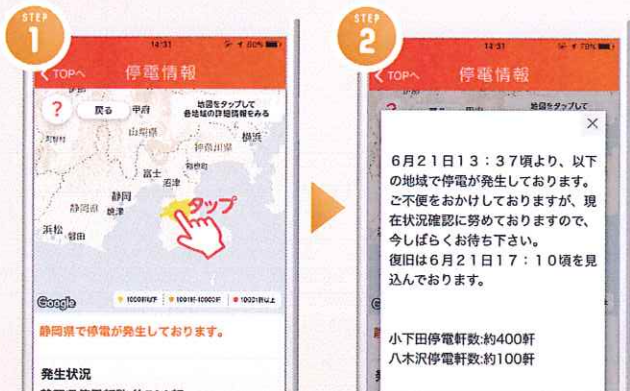 STEP
1
14:31
80%
TOPへ
停電情報
?
戻る
甲府
地図をタップして
各地域の詳細情報をみる
山梨県
神奈川県
横浜
富士
沼津
静岡
静岡県
焼津
浜松
磐田
タップ
Google
静岡県で停電が発生しております。
発生状況
STEP
2
14:31
TOPへ
停電情報
地図をタップして
×
6月21日13：37頃より、以下
の地域で停電が発生しております。
ご不便をおかけしておりますが、現
在状況確認に努めておりますので、
今しばらくお待ち下さい。
復旧は6月21日17：10頃を見
込んでおります。
小下田停電軒数:約400軒
八木沢停電軒数:約100軒